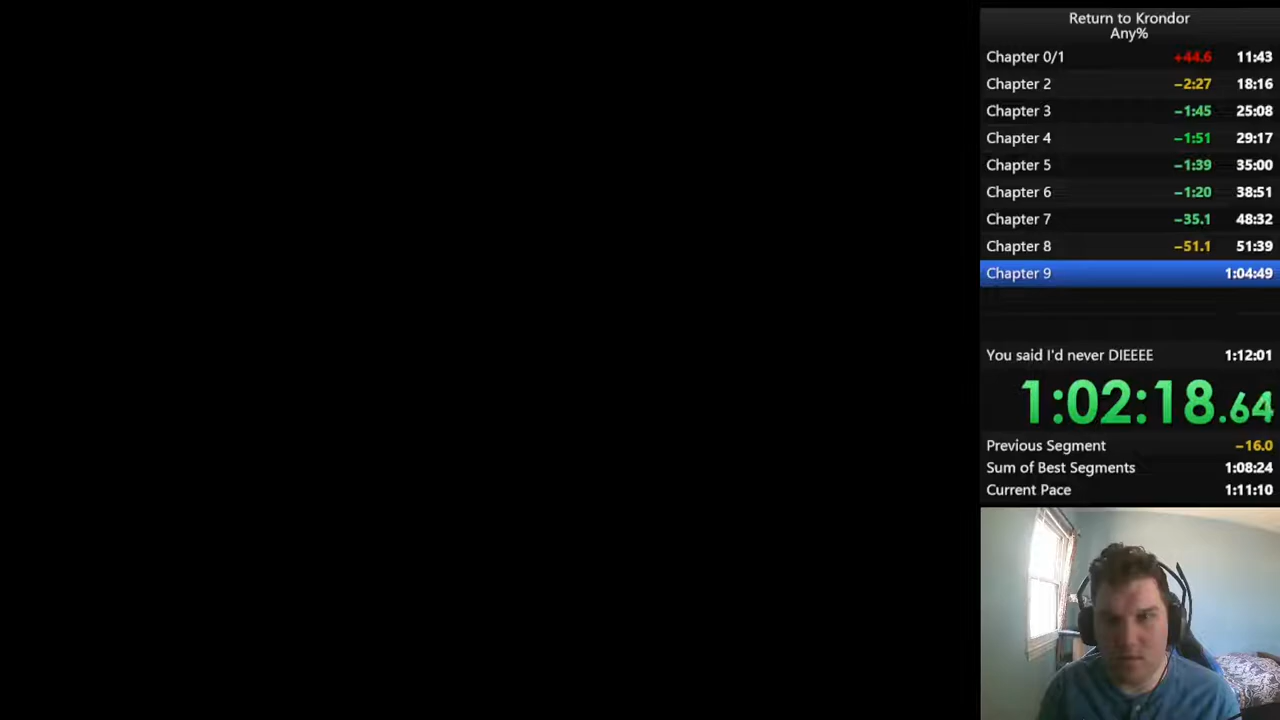 Return to Krondor
Any%
Chapter 0/1 +44.6 11:43
Chapter 2 −2:27 18:16
Chapter 3 −1:45 25:08
Chapter 4 −1:51 29:17
Chapter 5 −1:39 35:00
Chapter 6 −1:20 38:51
Chapter 7 −35.1 48:32
Chapter 8 −51.1 51:39
Chapter 9 1:04:49
You said I'd never DIEEEE 1:12:01
1:02:18.64
Previous Segment −16.0
Sum of Best Segments 1:08:24
Current Pace 1:11:10